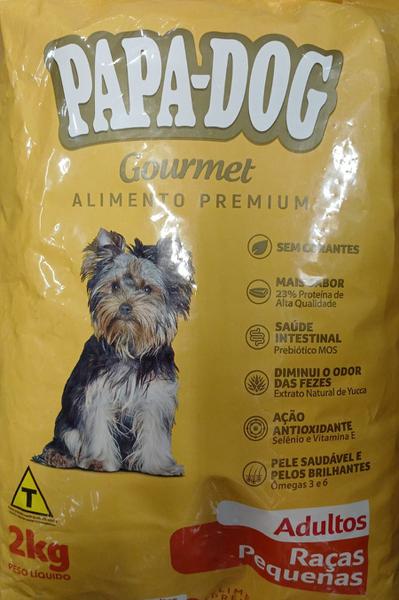 PAPA-DOG
Gourmet
ALIMENTO PREMIUM
SEM CORANTES
MAIS SABOR
23% Proteína de
Alta Qualidade
SAÚDE
INTESTINAL
Prebiótico MOS
DIMINUI O ODOR
DAS FEZES
Extrato Natural de Yucca
AÇÃO
ANTIOXIDANTE
Selênio e Vitamina E
PELE SAUDÁVEL E
PELOS BRILHANTES
Ômegas 3 e 6
T
2kg
PESO LÍQUIDO
Adultos
Raças
Pequenas